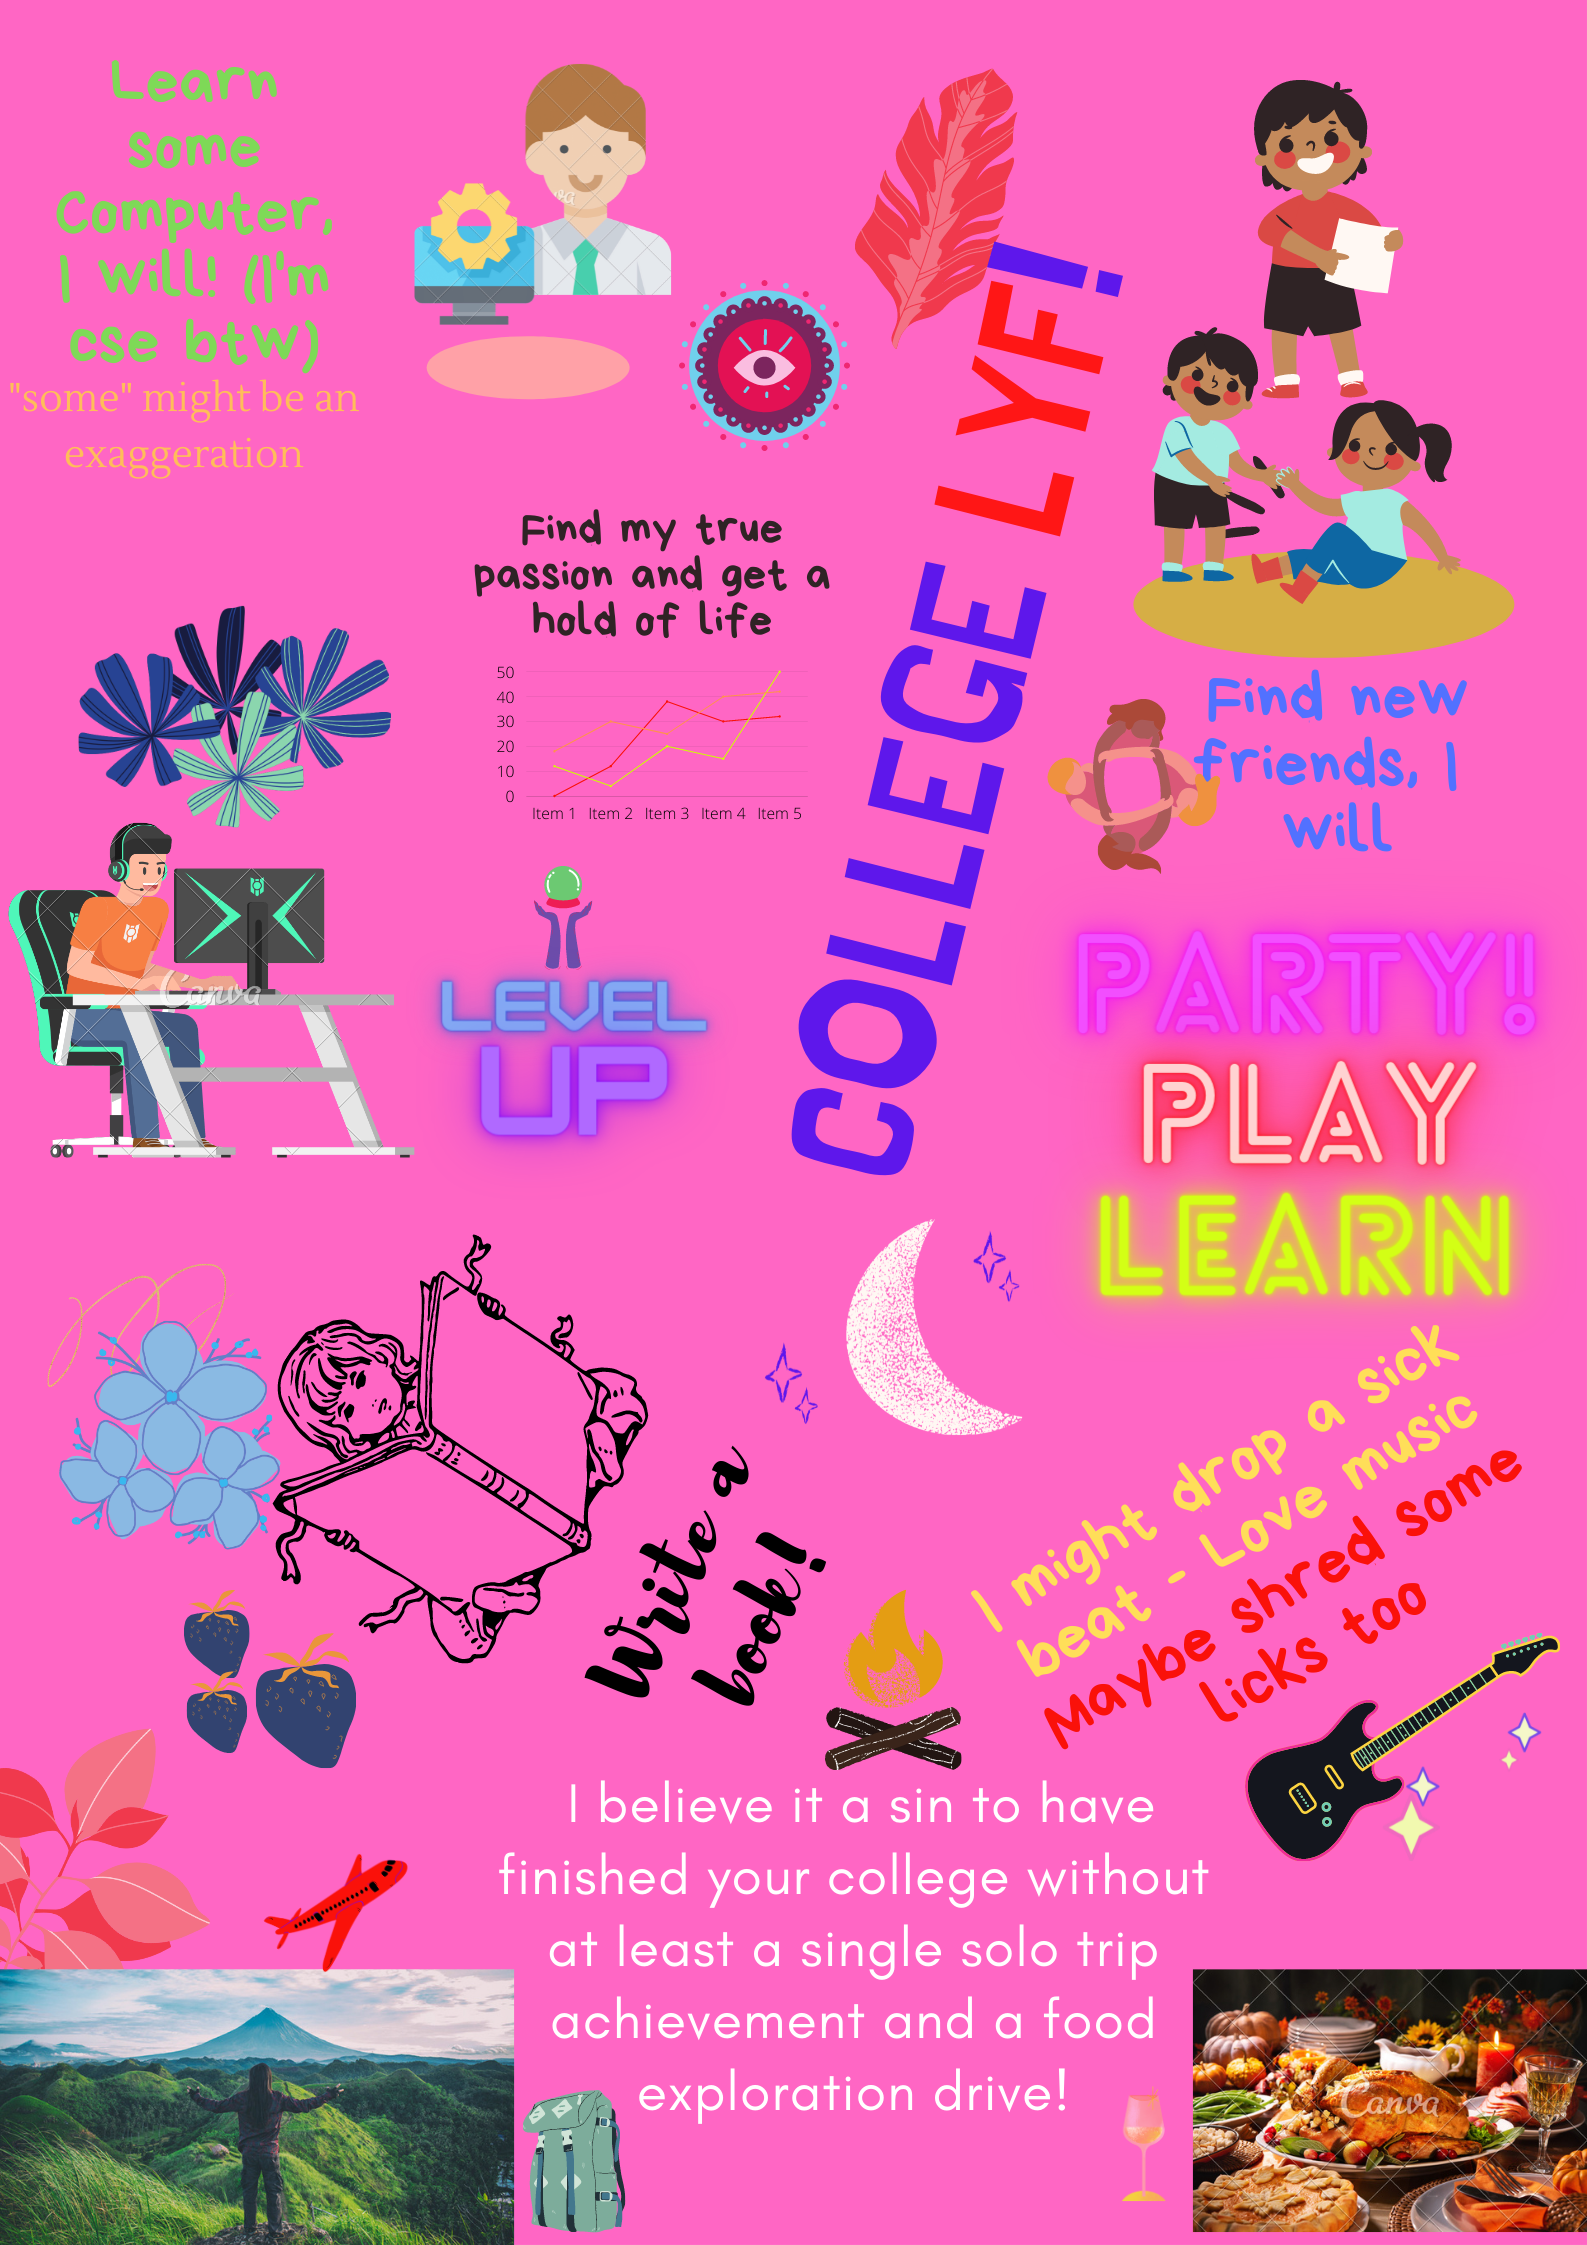 Learn
some
Computer,
I will! (I'm
cse btw)
"some" might be an
exaggeration
Find my true
passion and get a
hold of life
50
40
30
20
10
0
Item 1 Item 2 Item 3 Item 4 Item 5
LEVEL
UP
COLLEGE LYF!
Find new
friends, I
will
PARTY!
PLAY
LEARN
Write a
book!
I might drop a sick
beat - Love music
Maybe shred some
licks too
I believe it a sin to have
finished your college without
at least a single solo trip
achievement and a food
exploration drive!
Canva
Canva